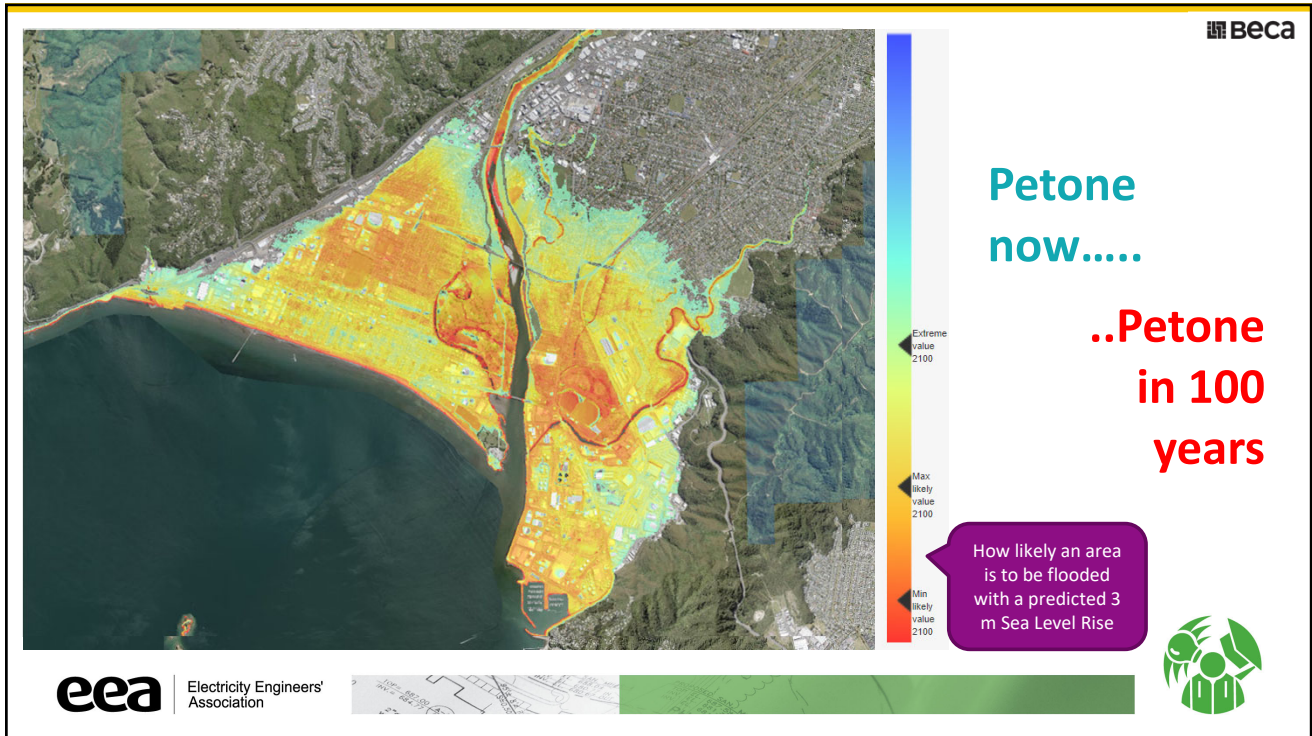 Beca
Petone
now.....
..Petone
in 100
years
Extreme
value
2100
Max
likely
value
2100
Min
likely
value
2100
How likely an area
is to be flooded
with a predicted 3
m Sea Level Rise
eea
Electricity Engineers'
Association